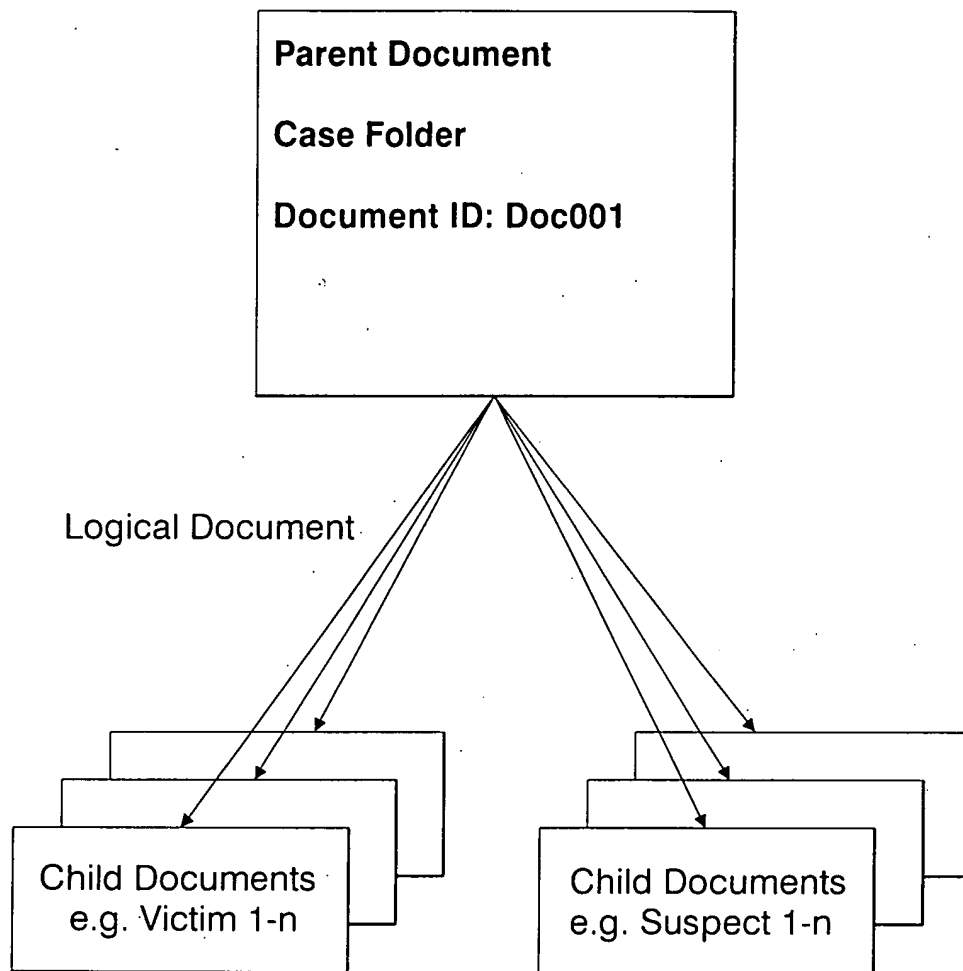 Parent Document
Case Folder
Document ID: Doc001
Logical Document
Child Documents
e.g. Victim 1-n
Child Documents
e.g. Suspect 1-n